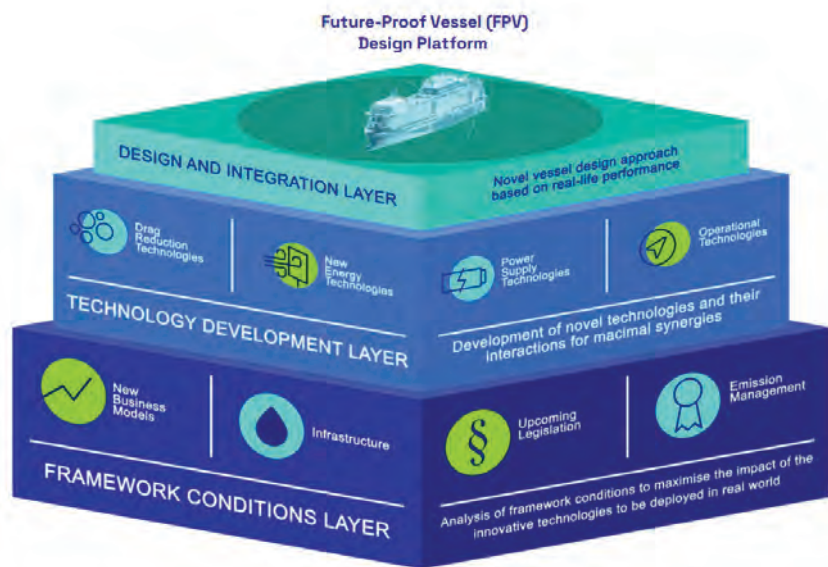 Future-Proof Vessel (FPV)
Design Platform
DESIGN AND INTEGRATION LAYER
Novel vessel design approach
based on real-life performance
Drag
Reduction
Technologies
New
Energy
Technologies
Power
Supply
Technologies
Operational
Technologies
TECHNOLOGY DEVELOPMENT LAYER
Development of novel technologies and their
interactions for macimal synergies
New
Business
Models
Infrastructure
§
Upcoming
Legislation
Emission
Management
FRAMEWORK CONDITIONS LAYER
Analysis of framework conditions to maximise the impact of the
innovative technologies to be deployed in real world